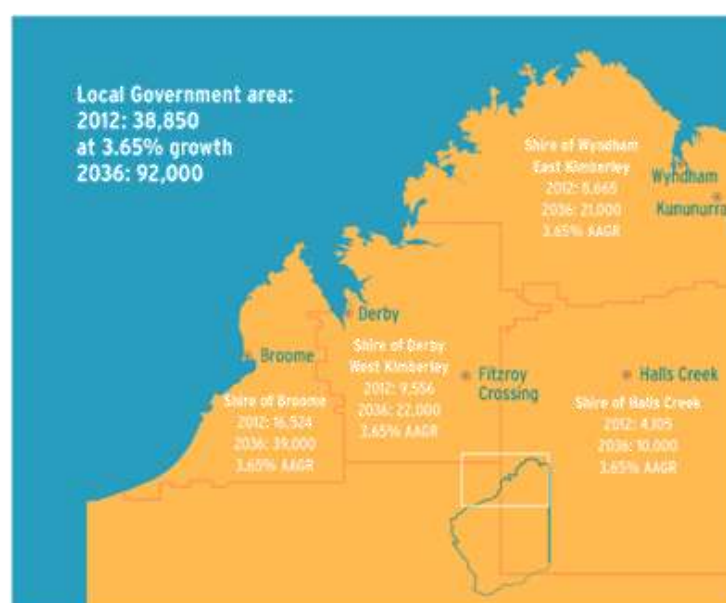 Local Government area:
2012: 38,850
at 3.65% growth
2036: 92,000
Shire of Wyndham
East Kimberley
2012: 8,665
2036: 21,000
3.65% AAGR
Wyndham
Kununurra
Derby
Shire of Derby
West Kimberley
2012: 9,556
2036: 22,000
3.65% AAGR
Broome
Shire of Broome
2012: 16,524
2036: 39,000
3.65% AAGR
Fitzroy
Crossing
Halls Creek
Shire of Halls Creek
2012: 4,105
2036: 10,000
3.65% AAGR